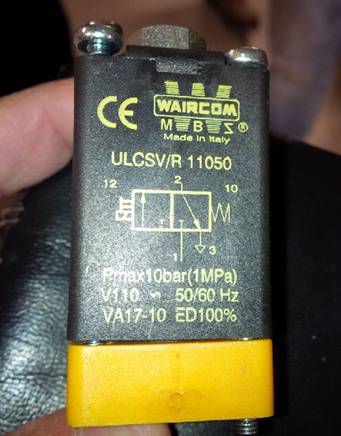 CE WAIRCOM
M B S ®
Made in Italy
ULCSV/R 11050
12 2 10
1 3
Pmax10bar(1MPa)
V110 ~ 50/60 Hz
VA17-10 ED100%